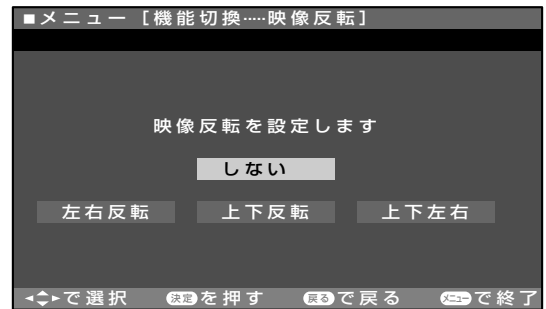 ■メニュー [機能切換……映像反転]
映像反転を設定します
しない
左右反転 上下反転 上下左右
で選択 決定を押す 戻るで戻る メニューで終了